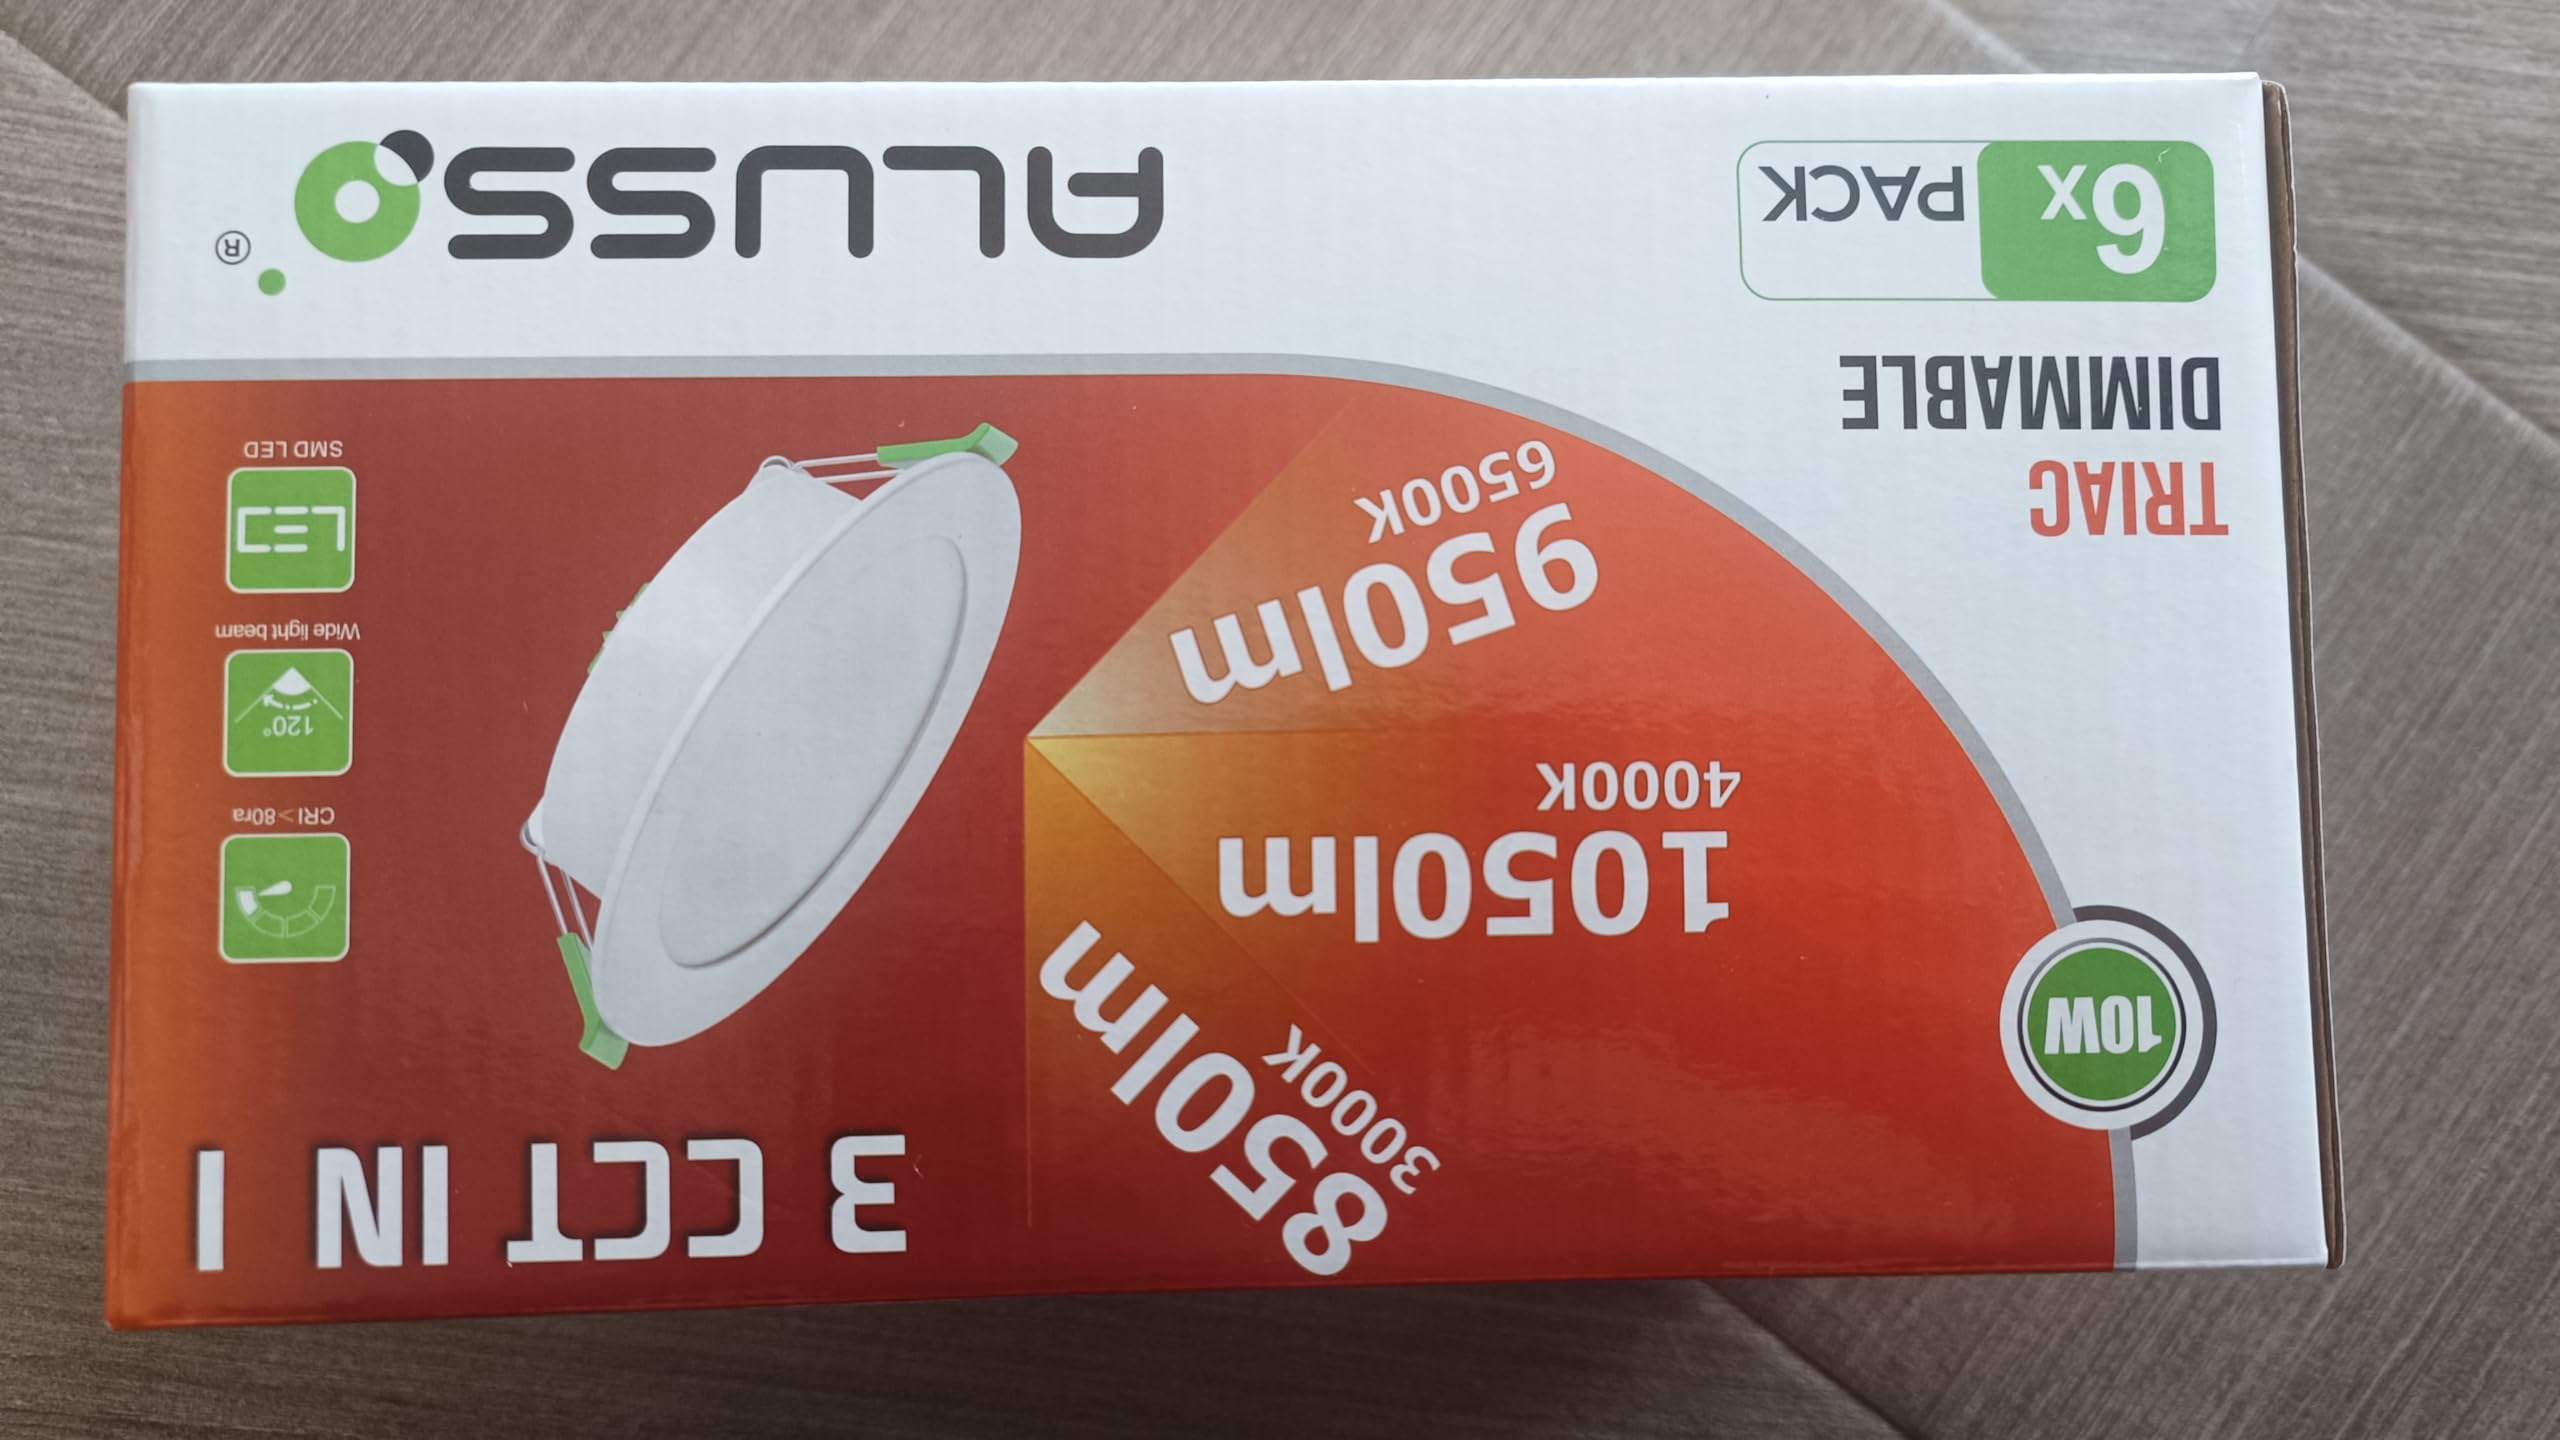 3 CCT IN 1
10W
850lm
3000K
1050lm
4000K
950lm
6500K
CRI>80ra
120°
Wide light beam
LED
SMD LED
TRIAC
DIMMABLE
6x PACK
ALUSSO®